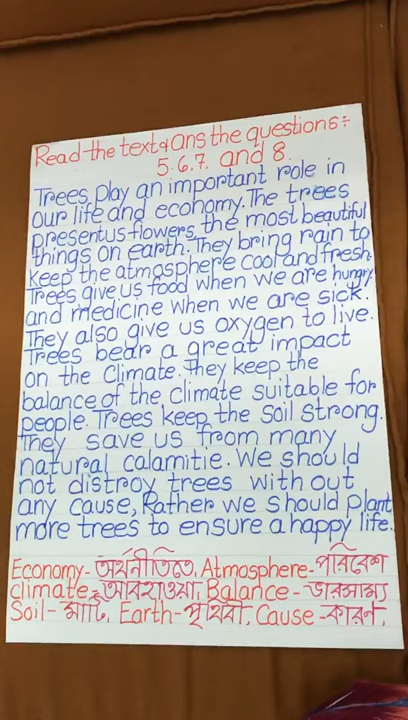 Read the text & ans the questions÷
5.6.7. and 8.
Trees play an important role in
our life and economy. The trees
present us flowers the most beautiful
things on earth. They bring rain to
keep the atmosphere cool and fresh.
Trees give us food when we are hungry.
and medicine when we are sick.
They also give us oxygen to live.
Trees bear a great impact
on the Climate. They keep the
balance of the Climate suitable for
people. Trees keep the Soil Strong.
They save us from many
natural calamitie. We should
not distroy trees with out
any cause, Rather we should plant
more trees to ensure a happy life.
Economy-অর্থনীতিতে, Atmosphere-পরিবেশ
climate-আবহাওয়া, Balance-ভারসাম্য
Soil-মাটি, Earth-পৃথিবী, Cause-কারণ,